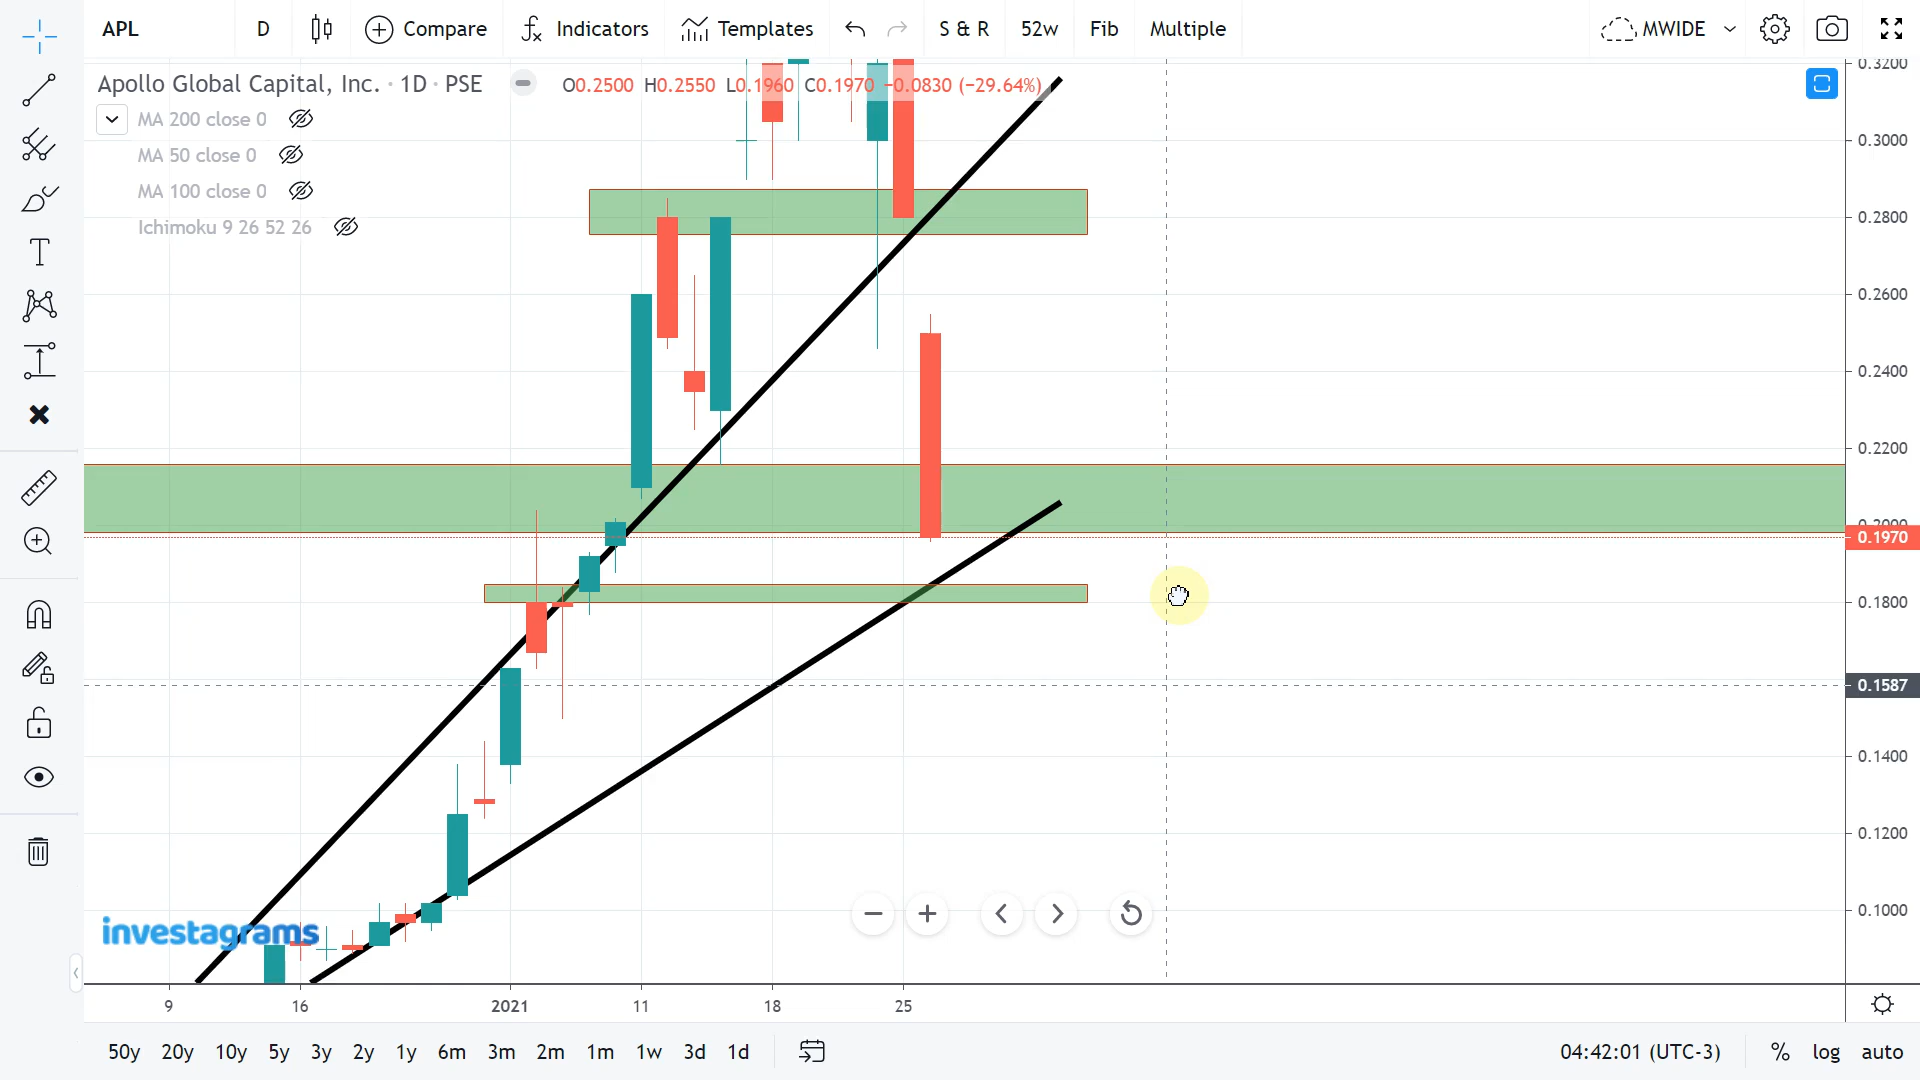 APL D Compare Indicators Templates S & R 52w Fib Multiple MWIDE
Apollo Global Capital, Inc. · 1D · PSE O0.2500 H0.2550 L0.1960 C0.1970 −0.0830 (−29.64%)
MA 200 close 0
MA 50 close 0
MA 100 close 0
Ichimoku 9 26 52 26
0.3200
0.3000
0.2800
0.2600
0.2400
0.2200
0.2000
0.1970
0.1800
0.1587
0.1400
0.1200
0.1000
investagrams
9 16 2021 11 18 25
50y 20y 10y 5y 3y 2y 1y 6m 3m 2m 1m 1w 3d 1d 04:42:01 (UTC-3) % log auto